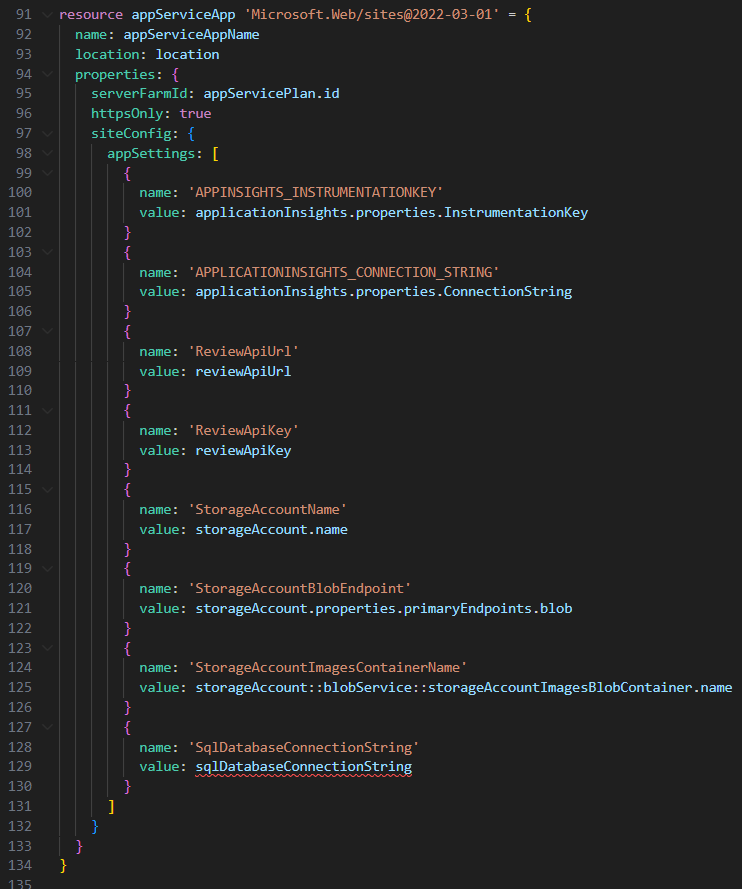 91 resource appServiceApp 'Microsoft.Web/sites@2022-03-01' = {
92 name: appServiceAppName
93 location: location
94 properties: {
95 serverFarmId: appServicePlan.id
96 httpsOnly: true
97 siteConfig: {
98 appSettings: [
99 {
100 name: 'APPINSIGHTS_INSTRUMENTATIONKEY'
101 value: applicationInsights.properties.InstrumentationKey
102 }
103 {
104 name: 'APPLICATIONINSIGHTS_CONNECTION_STRING'
105 value: applicationInsights.properties.ConnectionString
106 }
107 {
108 name: 'ReviewApiUrl'
109 value: reviewApiUrl
110 }
111 {
112 name: 'ReviewApiKey'
113 value: reviewApiKey
114 }
115 {
116 name: 'StorageAccountName'
117 value: storageAccount.name
118 }
119 {
120 name: 'StorageAccountBlobEndpoint'
121 value: storageAccount.properties.primaryEndpoints.blob
122 }
123 {
124 name: 'StorageAccountImagesContainerName'
125 value: storageAccount::blobService::storageAccountImagesBlobContainer.name
126 }
127 {
128 name: 'SqlDatabaseConnectionString'
129 value: sqlDatabaseConnectionString
130 }
131 ]
132 }
133 }
134 }
135